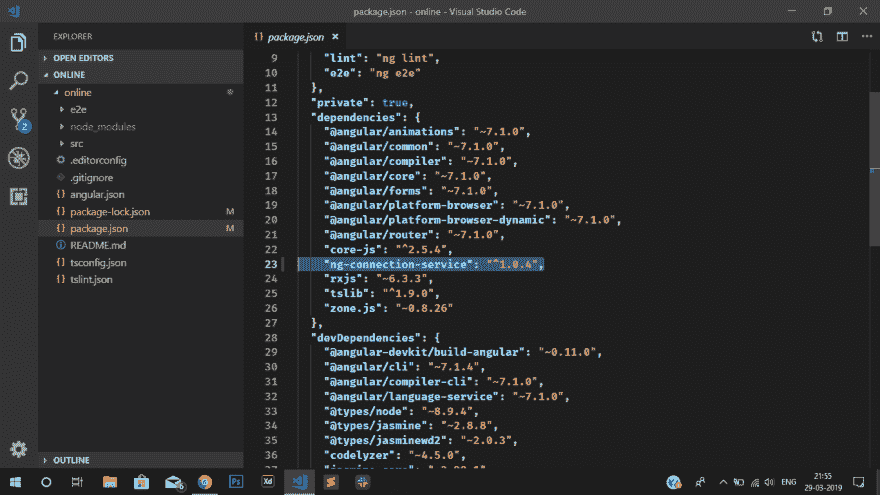 package.json - online - Visual Studio Code
EXPLORER
OPEN EDITORS
ONLINE
online
e2e
node_modules
src
.editorconfig
.gitignore
angular.json
package-lock.json M
package.json M
README.md
tsconfig.json
tslint.json
OUTLINE
2
package.json
9 "lint": "ng lint",
10 "e2e": "ng e2e"
11 },
12 "private": true,
13 "dependencies": {
14 "@angular/animations": "~7.1.0",
15 "@angular/common": "~7.1.0",
16 "@angular/compiler": "~7.1.0",
17 "@angular/core": "~7.1.0",
18 "@angular/forms": "~7.1.0",
19 "@angular/platform-browser": "~7.1.0",
20 "@angular/platform-browser-dynamic": "~7.1.0",
21 "@angular/router": "~7.1.0",
22 "core-js": "^2.5.4",
23 "ng-connection-service": "^1.0.4",
24 "rxjs": "~6.3.3",
25 "tslib": "^1.9.0",
26 "zone.js": "~0.8.26"
27 },
28 "devDependencies": {
29 "@angular-devkit/build-angular": "~0.11.0",
30 "@angular/cli": "~7.1.4",
31 "@angular/compiler-cli": "~7.1.0",
32 "@angular/language-service": "~7.1.0",
33 "@types/node": "~8.9.4",
34 "@types/jasmine": "~2.8.8",
35 "@types/jasminewd2": "~2.0.3",
36 "codelyzer": "~4.5.0",
Ps
Xd
ENG
21:55
29-03-2019